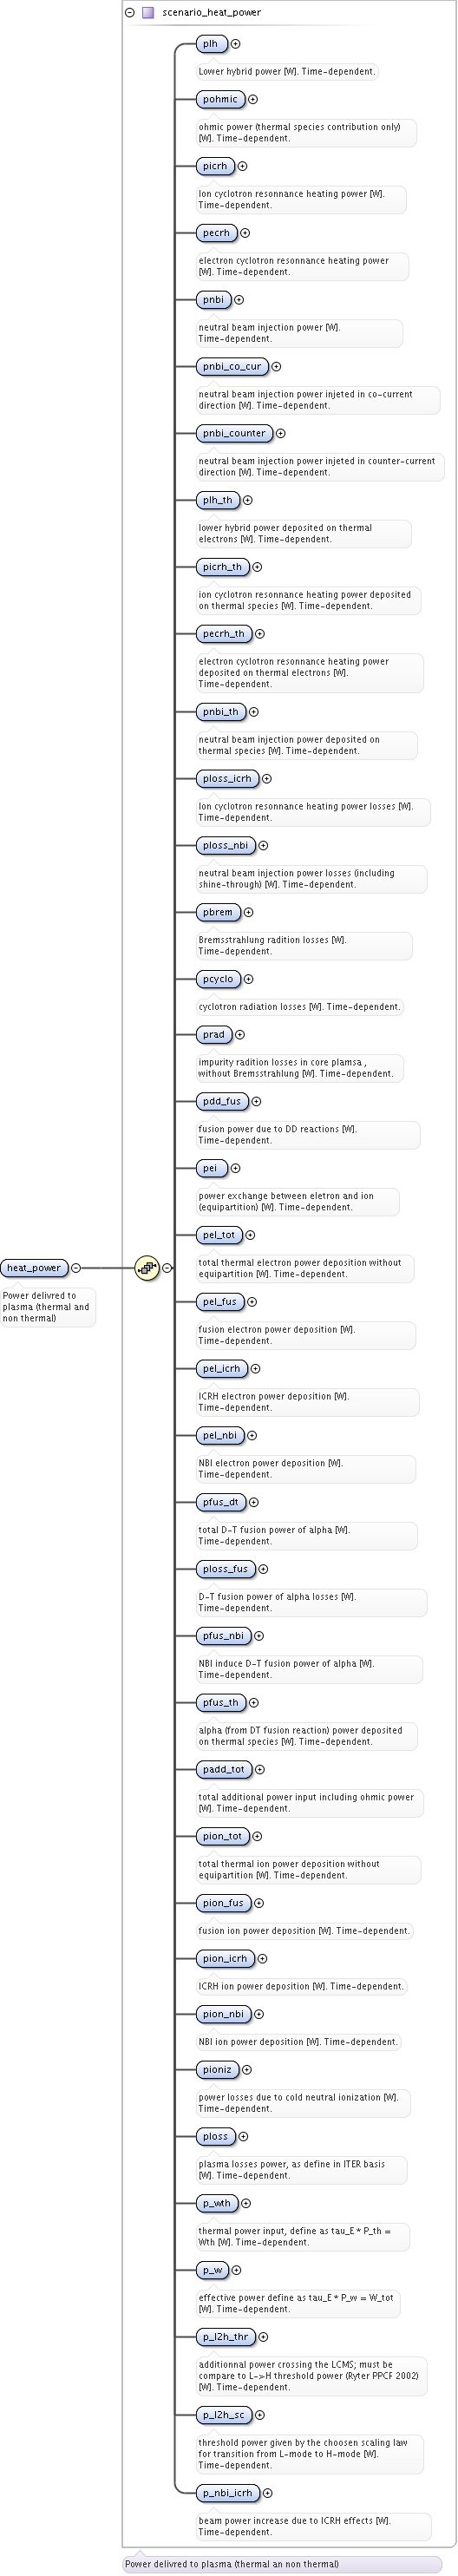 scenario_heat_power
plh
Lower hybrid power [W]. Time-dependent.
pohmic
ohmic power (thermal species contribution only)
[W]. Time-dependent.
picrh
Ion cyclotron resonnance heating power [W].
Time-dependent.
pecrh
electron cyclotron resonnance heating power
[W]. Time-dependent.
pnbi
neutral beam injection power [W].
Time-dependent.
pnbi_co_cur
neutral beam injection power injeted in co-current
direction [W]. Time-dependent.
pnbi_counter
neutral beam injection power injeted in counter-current
direction [W]. Time-dependent.
plh_th
lower hybrid power deposited on thermal
electrons [W]. Time-dependent.
picrh_th
ion cyclotron resonnance heating power deposited
on thermal species [W]. Time-dependent.
pecrh_th
electron cyclotron resonnance heating power
deposited on thermal electrons [W].
Time-dependent.
pnbi_th
neutral beam injection power deposited on
thermal species [W]. Time-dependent.
ploss_icrh
Ion cyclotron resonnance heating power losses [W].
Time-dependent.
ploss_nbi
neutral beam injection power losses (including
shine-through) [W]. Time-dependent.
pbrem
Bremsstrahlung radition losses [W].
Time-dependent.
pcyclo
cyclotron radiation losses [W]. Time-dependent.
prad
impurity radition losses in core plamsa ,
without Bremsstrahlung [W]. Time-dependent.
pdd_fus
fusion power due to DD reactions [W].
Time-dependent.
pei
power exchange between eletron and ion
(equipartition) [W]. Time-dependent.
pel_tot
total thermal electron power deposition without
equipartition [W]. Time-dependent.
heat_power
Power delivred to
plasma (thermal and
non thermal)
pel_fus
fusion electron power deposition [W].
Time-dependent.
pel_icrh
ICRH electron power deposition [W].
Time-dependent.
pel_nbi
NBI electron power deposition [W].
Time-dependent.
pfus_dt
total D-T fusion power of alpha [W].
Time-dependent.
ploss_fus
D-T fusion power of alpha losses [W].
Time-dependent.
pfus_nbi
NBI induce D-T fusion power of alpha [W].
Time-dependent.
pfus_th
alpha (from DT fusion reaction) power deposited
on thermal species [W]. Time-dependent.
padd_tot
total additional power input including ohmic power
[W]. Time-dependent.
pion_tot
total thermal ion power deposition without
equipartition [W]. Time-dependent.
pion_fus
fusion ion power deposition [W]. Time-dependent.
pion_icrh
ICRH ion power deposition [W]. Time-dependent.
pion_nbi
NBI ion power deposition [W]. Time-dependent.
pioniz
power losses due to cold neutral ionization [W].
Time-dependent.
ploss
plasma losses power, as define in ITER basis
[W]. Time-dependent.
p_wth
thermal power input, define as tau_E * P_th =
Wth [W]. Time-dependent.
p_w
effective power define as tau_E * P_w = W_tot
[W]. Time-dependent.
p_l2h_thr
additionnal power crossing the LCMS; must be
compare to L->H threshold power (Ryter PPCF 2002)
[W]. Time-dependent.
p_l2h_sc
threshold power given by the choosen scaling law
for transition from L-mode to H-mode [W].
Time-dependent.
p_nbi_icrh
beam power increase due to ICRH effects [W].
Time-dependent.
Power delivred to plasma (thermal an non thermal)